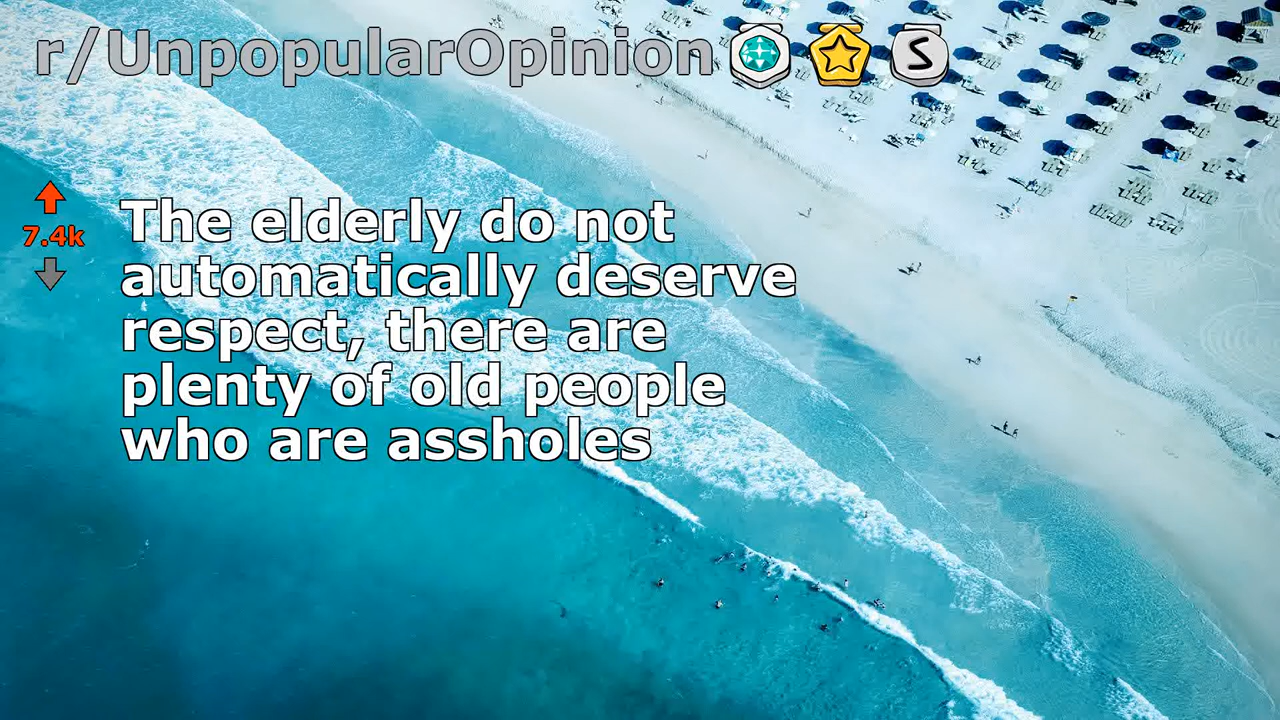 r/UnpopularOpinion
7.4k
The elderly do not
automatically deserve
respect, there are
plenty of old people
who are assholes